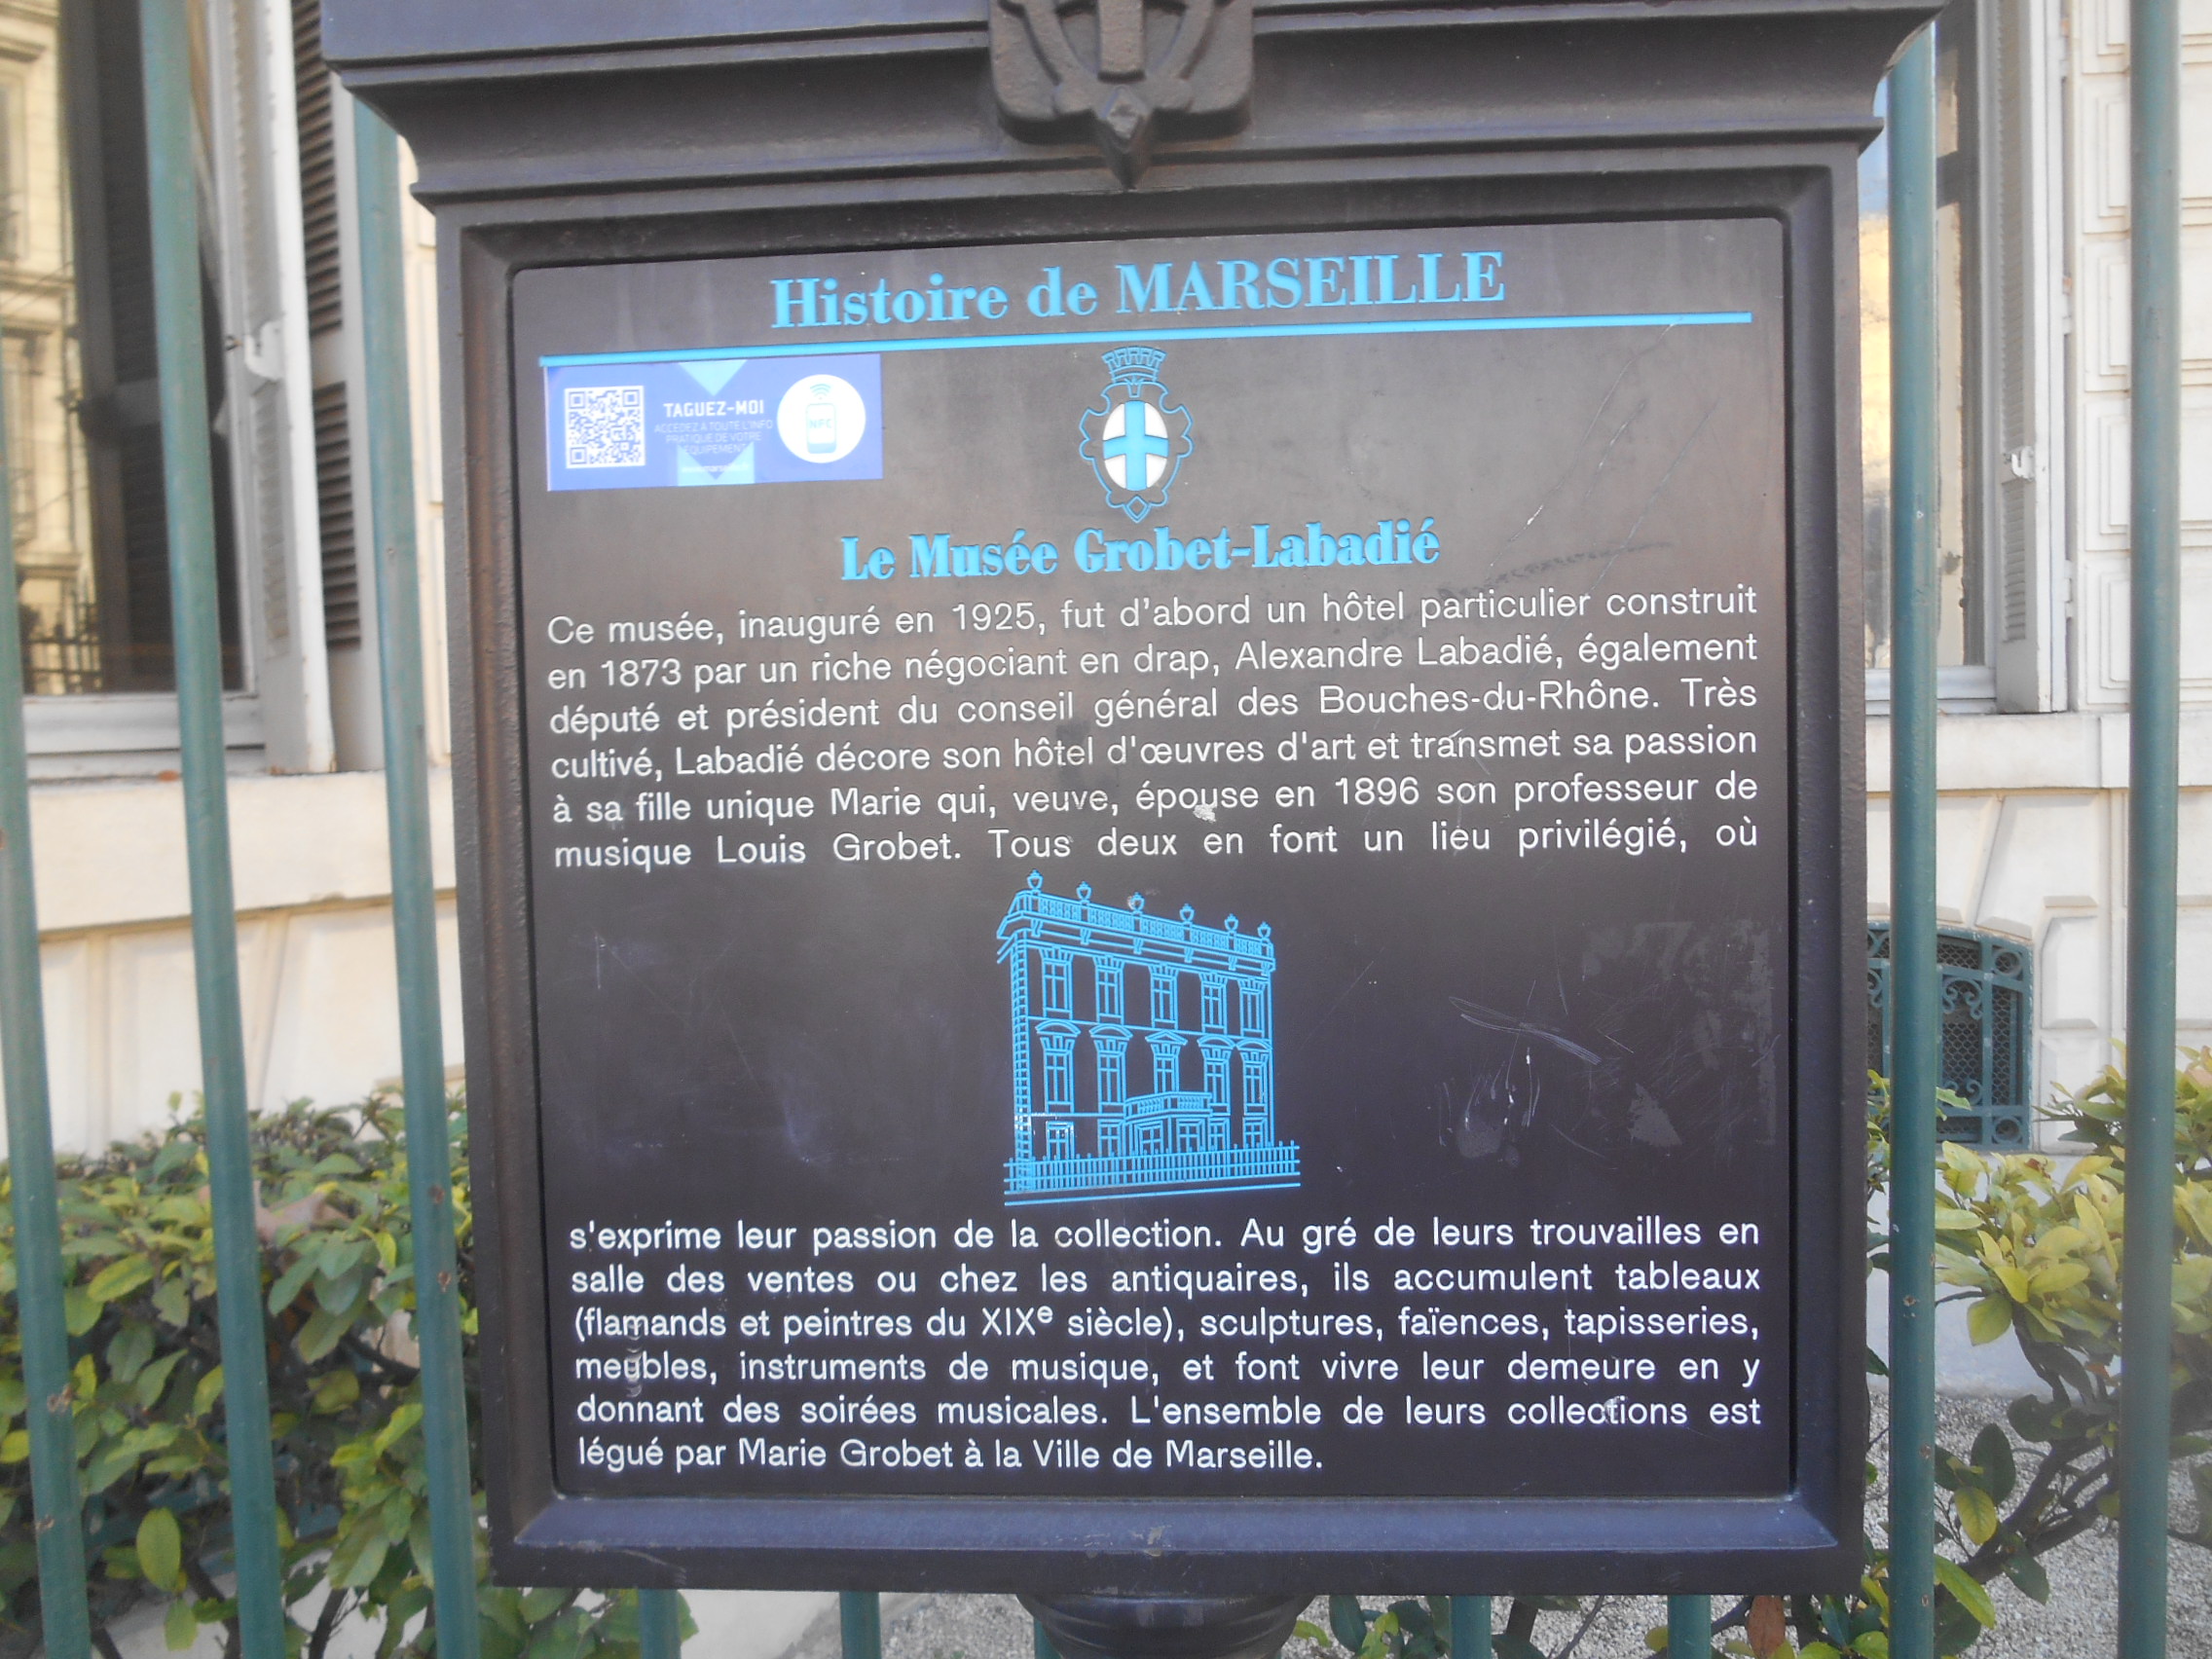 Histoire de MARSEILLE
TAGUEZ-MOI
ACCEDEZ A TOUTE L'INFO
PRATIQUE DE VOTRE
EQUIPEMENT
NFC
Le Musée Grobet-Labadié
Ce musée, inauguré en 1925, fut d'abord un hôtel particulier construit
en 1873 par un riche négociant en drap, Alexandre Labadié, également
député et président du conseil général des Bouches-du-Rhône. Très
cultivé, Labadié décore son hôtel d'œuvres d'art et transmet sa passion
à sa fille unique Marie qui, veuve, épouse en 1896 son professeur de
musique Louis Grobet. Tous deux en font un lieu privilégié, où
s'exprime leur passion de la collection. Au gré de leurs trouvailles en
salle des ventes ou chez les antiquaires, ils accumulent tableaux
(flamands et peintres du XIXe siècle), sculptures, faïences, tapisseries,
meubles, instruments de musique, et font vivre leur demeure en y
donnant des soirées musicales. L'ensemble de leurs collections est
légué par Marie Grobet à la Ville de Marseille.